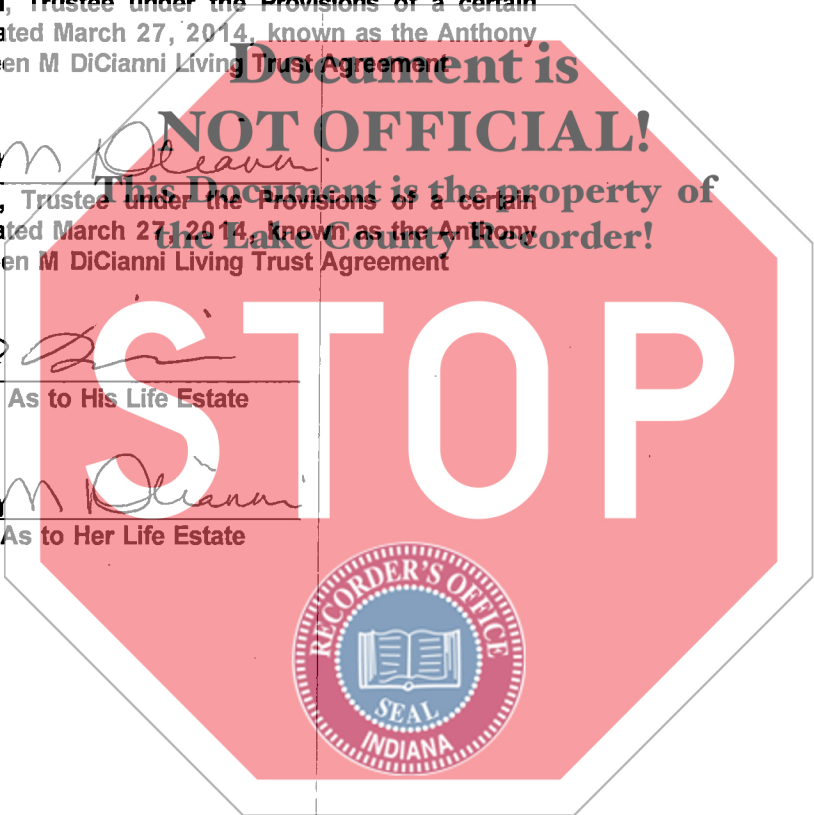 , Trustee under the Provisions of a certain
ated March 27, 2014, known as the Anthony
en M DiCianni Living Trust Agreement
Document is
NOT OFFICIAL!
M DiCianni
This Document is the property of
the Lake County Recorder!
, Trustee under the Provisions of a certain
ated March 27, 2014, known as the Anthony
en M DiCianni Living Trust Agreement
STOP
As to His Life Estate
M DiCianni
As to Her Life Estate
RECORDER'S OFFICE
SEAL
INDIANA